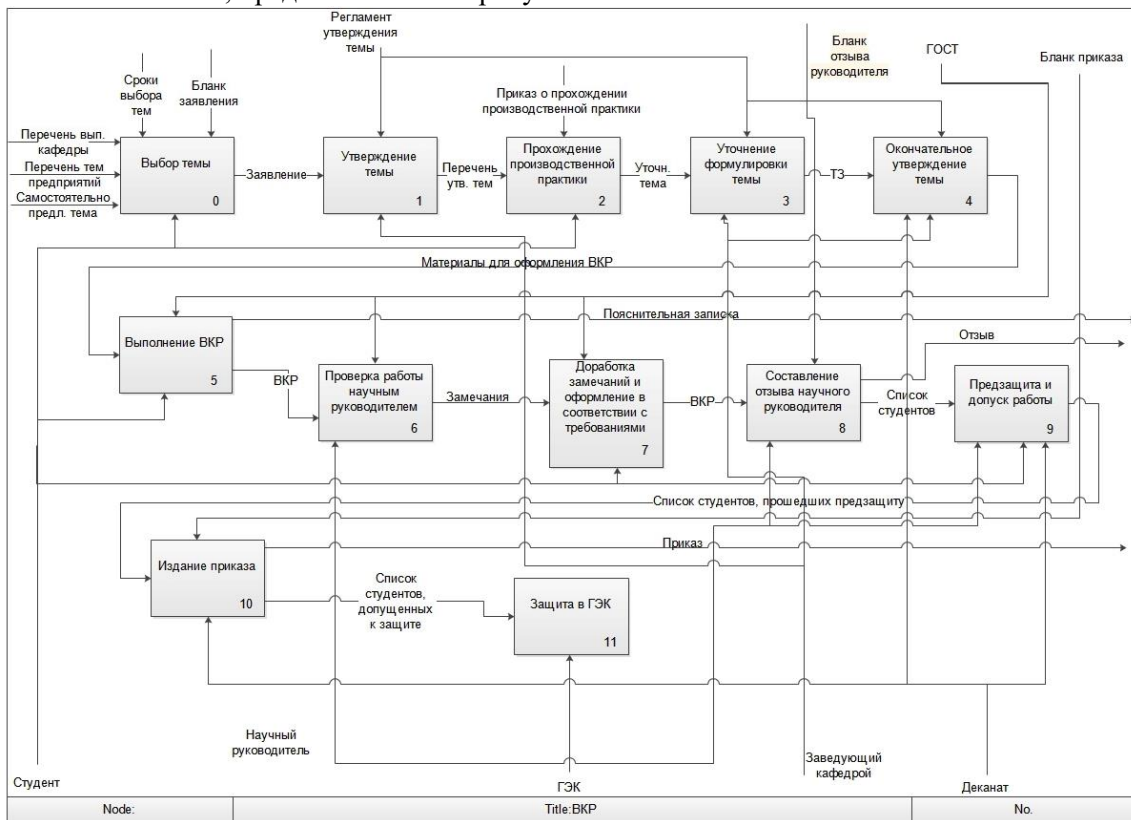 Регламент
утверждения
темы
Бланк
отзыва
руководителя
ГОСТ
Бланк приказа
Сроки
выбора
тем
Бланк
заявления
Приказ о прохождении
производственной практики
Перечень вып.
кафедры
Перечень тем
предприятий
Самостоятельно
предл. тема
Выбор темы
0
Заявление
Утверждение
темы
1
Перечень
утв. тем
Прохождение
производственной
практики
2
Уточн.
тема
Уточнение
формулировки
темы
3
ТЗ
Окончательное
утверждение
темы
4
Материалы для оформления ВКР
Выполнение ВКР
5
Пояснительная записка
ВКР
Проверка работы
научным
руководителем
6
Замечания
Доработка
замечаний и
оформление в
соответствии с
требованиями
7
ВКР
Составление
отзыва научного
руководителя
8
Отзыв
Список
студентов
Предзащита и
допуск работы
9
Список студентов, прошедших предзащиту
Издание приказа
10
Приказ
Список
студентов,
допущенных
к защите
Защита в ГЭК
11
Научный
руководитель
Студент
ГЭК
Заведующий
кафедрой
Деканат
Node:
Title:ВКР
No.